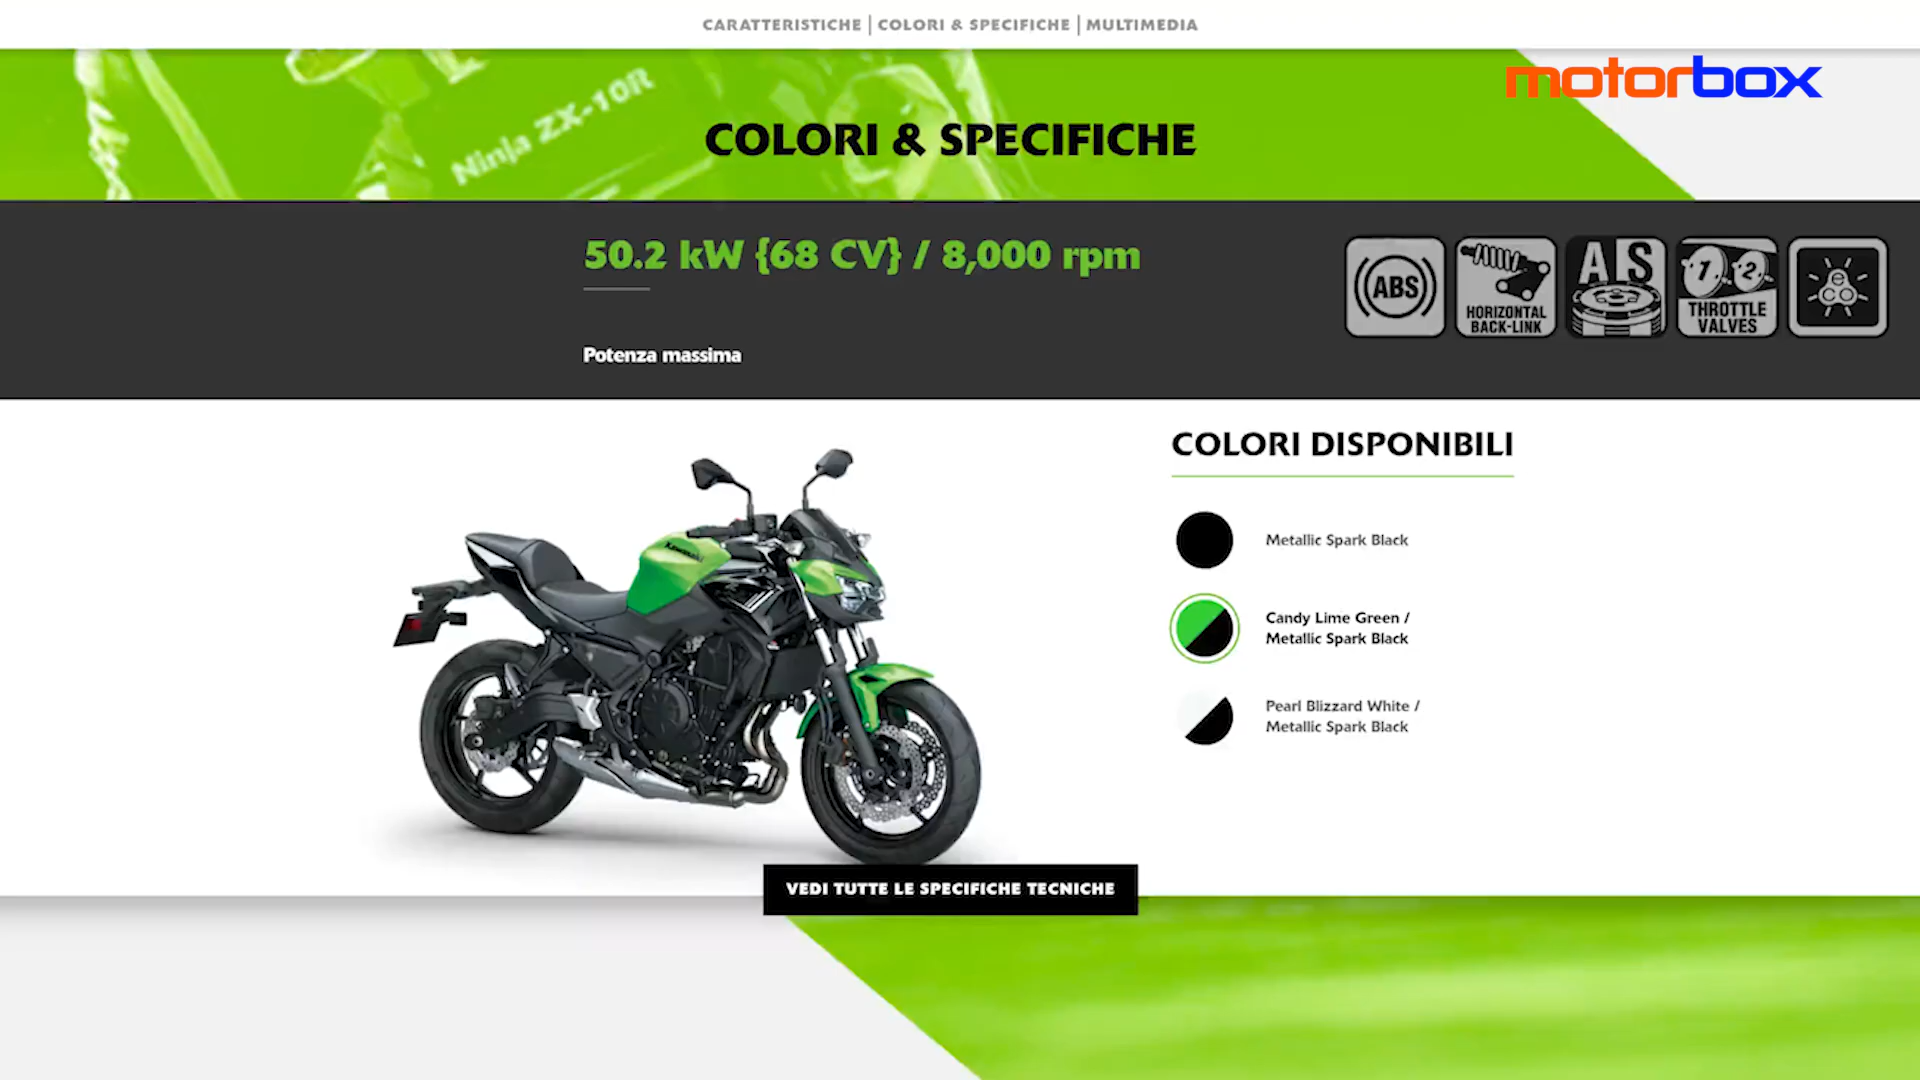 CARATTERISTICHE | COLORI & SPECIFICHE | MULTIMEDIA
motorbox
Ninja ZX-10R
COLORI & SPECIFICHE
50.2 kW {68 CV} / 8,000 rpm
Potenza massima
ABS
HORIZONTAL
BACK-LINK
A S
1 2
THROTTLE
VALVES
eco
COLORI DISPONIBILI
Metallic Spark Black
Candy Lime Green /
Metallic Spark Black
Pearl Blizzard White /
Metallic Spark Black
Kawasaki
VEDI TUTTE LE SPECIFICHE TECNICHE